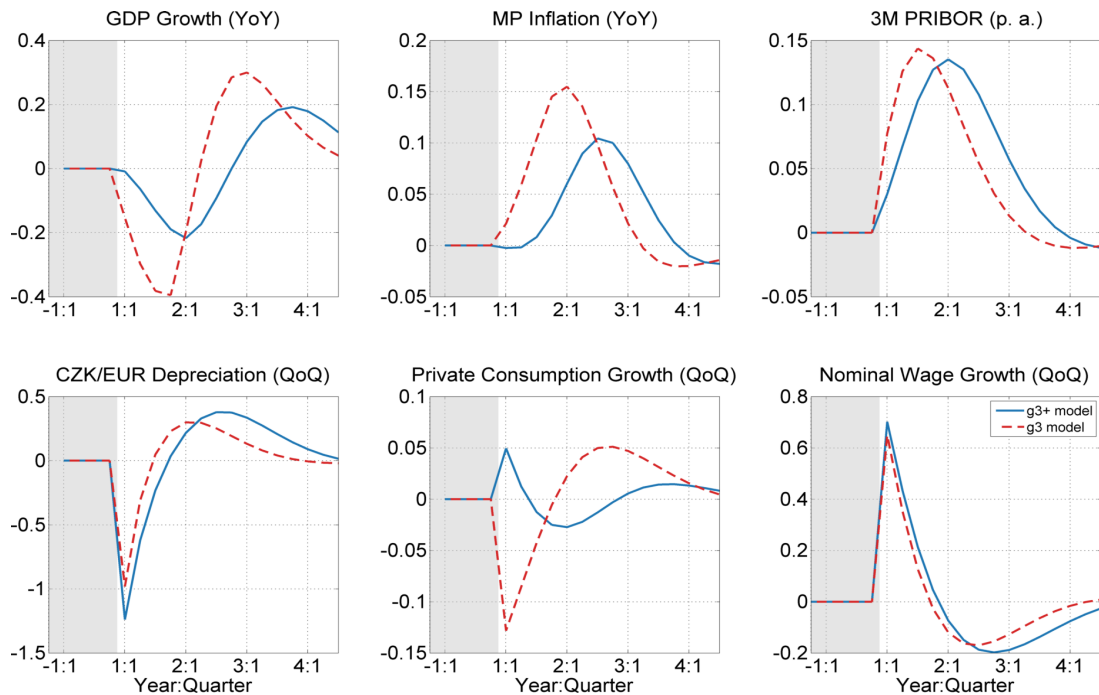 GDP Growth (YoY)
MP Inflation (YoY)
3M PRIBOR (p. a.)
0.4
0.2
0
-0.2
-0.4
-1:1 1:1 2:1 3:1 4:1
0.2
0.15
0.1
0.05
0
-0.05
-1:1 1:1 2:1 3:1 4:1
0.15
0.1
0.05
0
-0.05
-1:1 1:1 2:1 3:1 4:1
CZK/EUR Depreciation (QoQ)
Private Consumption Growth (QoQ)
Nominal Wage Growth (QoQ)
0.5
0
-0.5
-1
-1.5
-1:1 1:1 2:1 3:1 4:1
Year:Quarter
0.1
0.05
0
-0.05
-0.1
-0.15
-1:1 1:1 2:1 3:1 4:1
Year:Quarter
0.8
0.6
0.4
0.2
0
-0.2
-1:1 1:1 2:1 3:1 4:1
Year:Quarter
g3+ model
g3 model